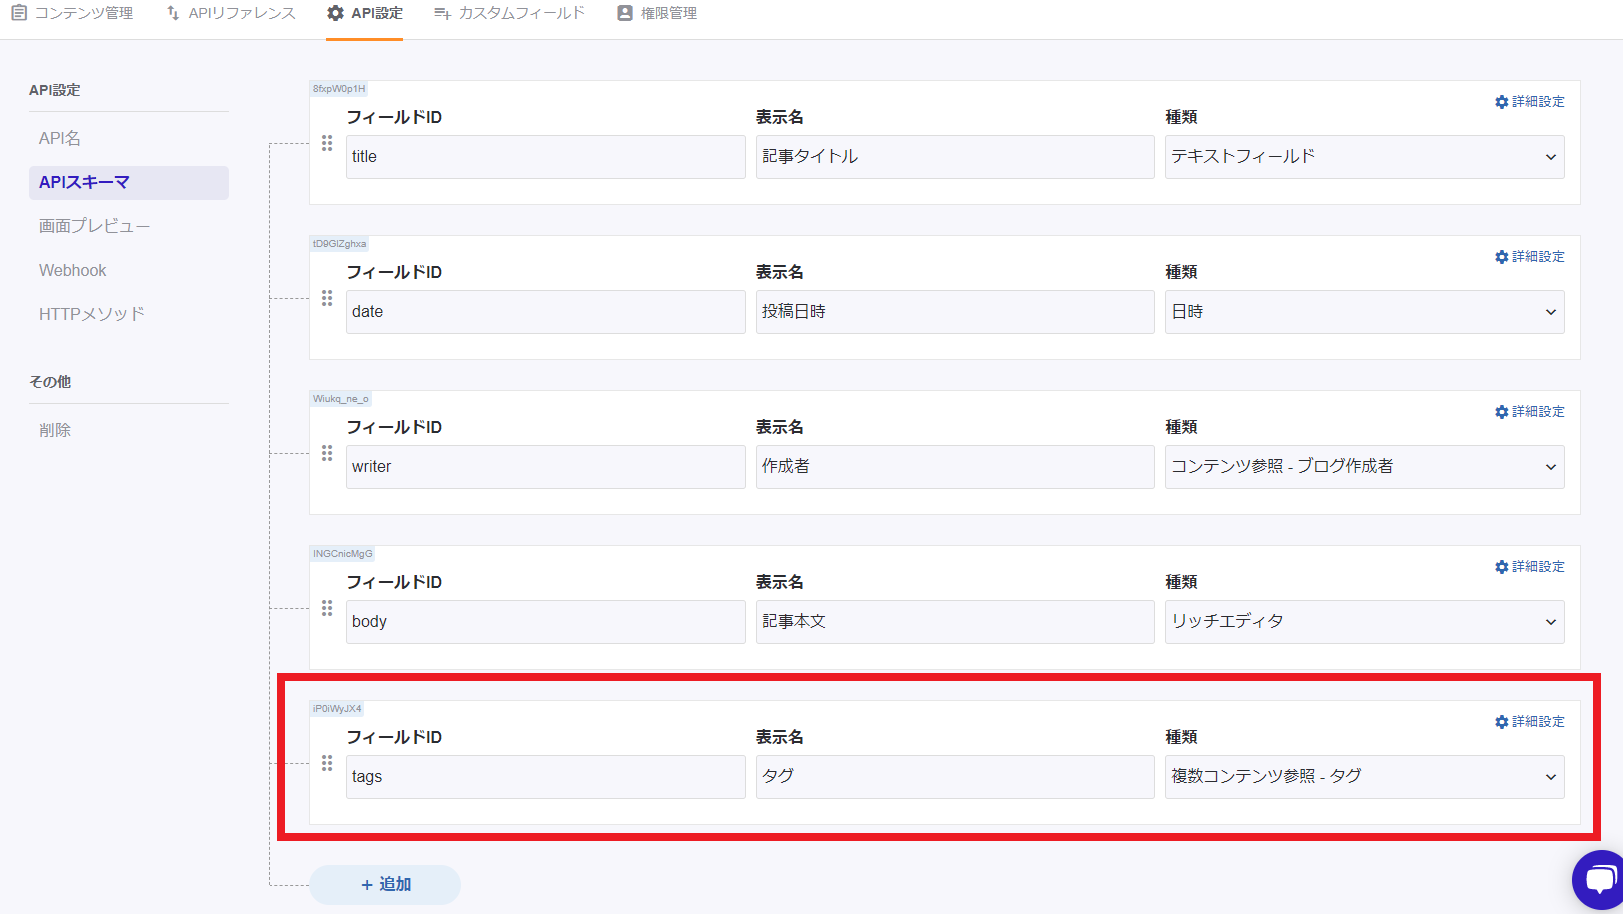 コンテンツ管理 APIリファレンス API設定 カスタムフィールド 権限管理
API設定
API名
APIスキーマ
画面プレビュー
Webhook
HTTPメソッド
その他
削除
8fxpW0p1H
詳細設定
フィールドID 表示名 種類
title 記事タイトル テキストフィールド
tD9GlZghxa
詳細設定
フィールドID 表示名 種類
date 投稿日時 日時
Wiukq_ne_o
詳細設定
フィールドID 表示名 種類
writer 作成者 コンテンツ参照 - ブログ作成者
INGCnicMgG
詳細設定
フィールドID 表示名 種類
body 記事本文 リッチエディタ
iP0iWyJX4
詳細設定
フィールドID 表示名 種類
tags タグ 複数コンテンツ参照 - タグ
+ 追加